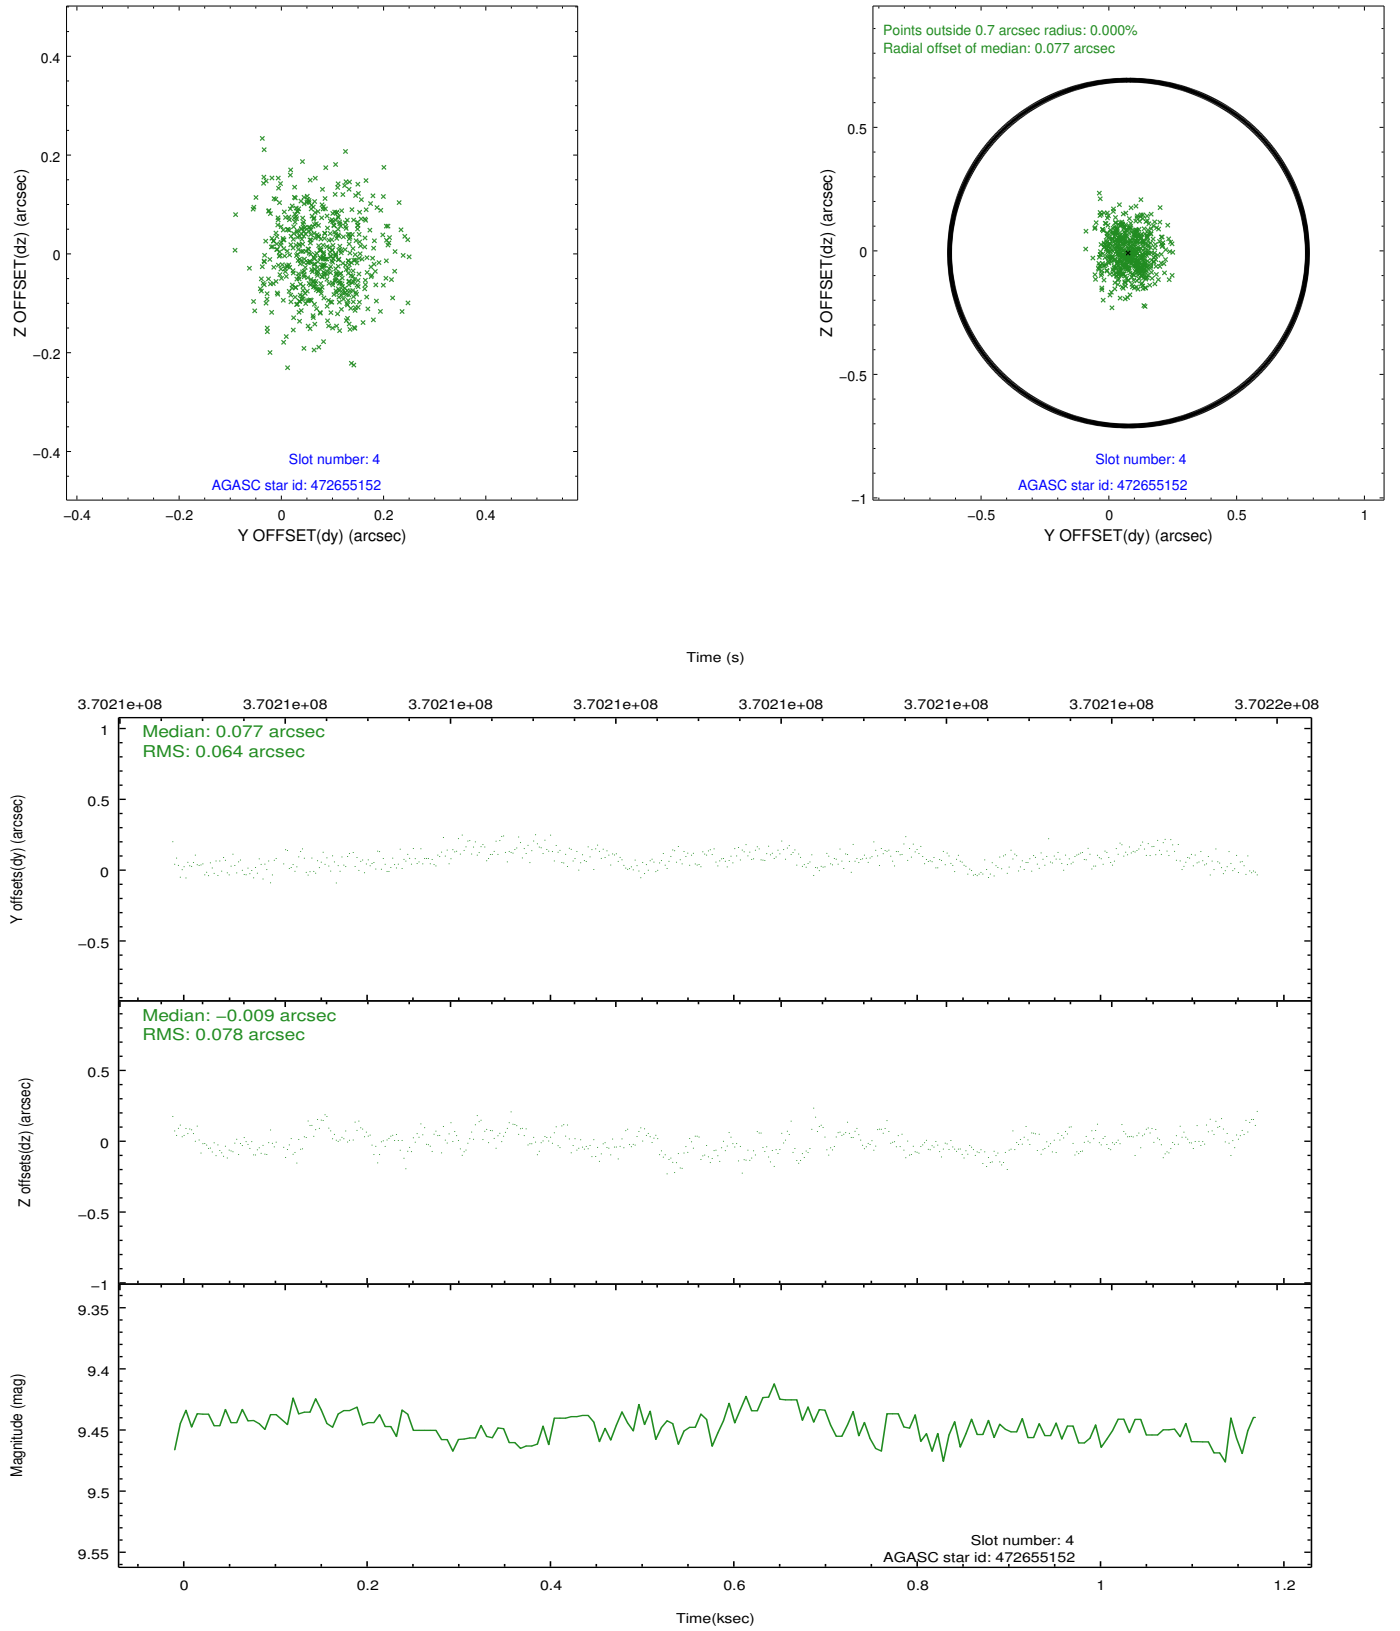 0.4
0.2
0
−0.2
−0.4
Z OFFSET(dz) (arcsec)
Slot number: 4
AGASC star id: 472655152
−0.4
−0.2
0
0.2
0.4
Y OFFSET(dy) (arcsec)
Points outside 0.7 arcsec radius: 0.000%
Radial offset of median: 0.077 arcsec
0.5
0
−0.5
−1
Z OFFSET(dz) (arcsec)
Slot number: 4
AGASC star id: 472655152
−0.5
0
0.5
1
Y OFFSET(dy) (arcsec)
Time (s)
3.7021e+08
3.7021e+08
3.7021e+08
3.7021e+08
3.7021e+08
3.7021e+08
3.7021e+08
3.7022e+08
Median: 0.077 arcsec
RMS: 0.064 arcsec
1
0.5
0
−0.5
Y offsets(dy) (arcsec)
Median: −0.009 arcsec
RMS: 0.078 arcsec
0.5
0
−0.5
−1
Z offsets(dz) (arcsec)
9.35
9.4
9.45
9.5
9.55
Magnitude (mag)
Slot number: 4
AGASC star id: 472655152
0
0.2
0.4
0.6
0.8
1
1.2
Time(ksec)